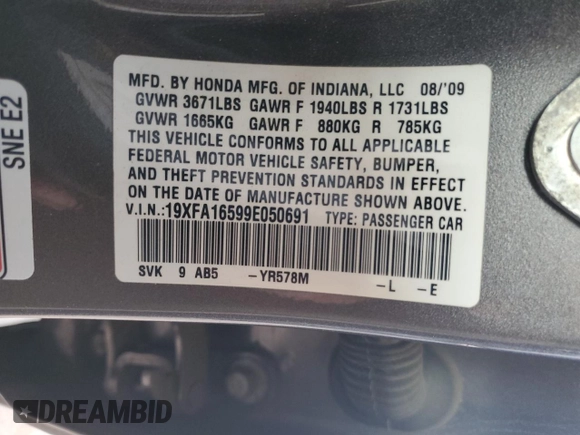 SNE E2
MFD. BY HONDA MFG. OF INDIANA, LLC 08/'09
GVWR 3671LBS GAWR F 1940LBS R 1731LBS
GVWR 1665KG GAWR F 880KG R 785KG
THIS VEHICLE CONFORMS TO ALL APPLICABLE
FEDERAL MOTOR VEHICLE SAFETY, BUMPER,
AND THEFT PREVENTION STANDARDS IN EFFECT
ON THE DATE OF MANUFACTURE SHOWN ABOVE.
V.I.N.:19XFA16599E050691 TYPE: PASSENGER CAR
SVK 9 AB5 -YR578M -L -E
DREAMBID